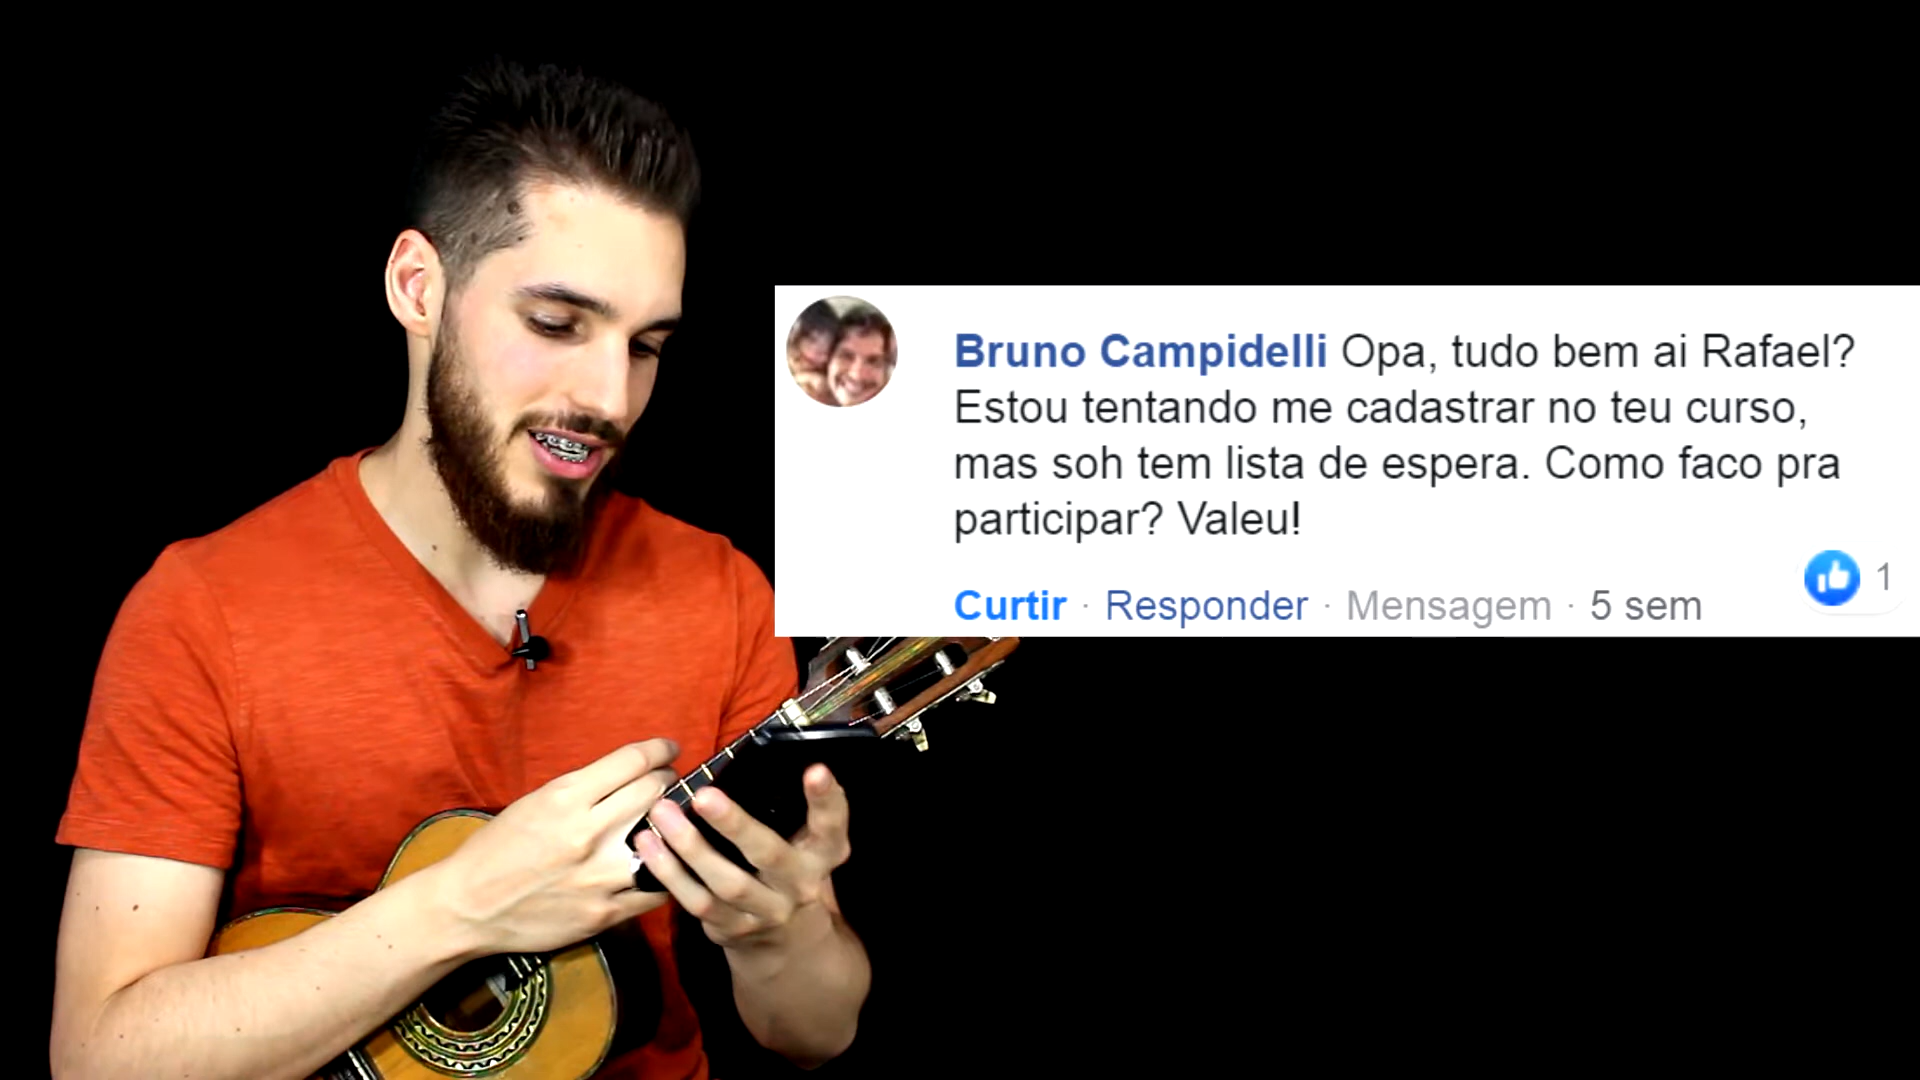 Bruno Campidelli Opa, tudo bem ai Rafael?
Estou tentando me cadastrar no teu curso,
mas soh tem lista de espera. Como faco pra
participar? Valeu!
Curtir · Responder · Mensagem · 5 sem
1